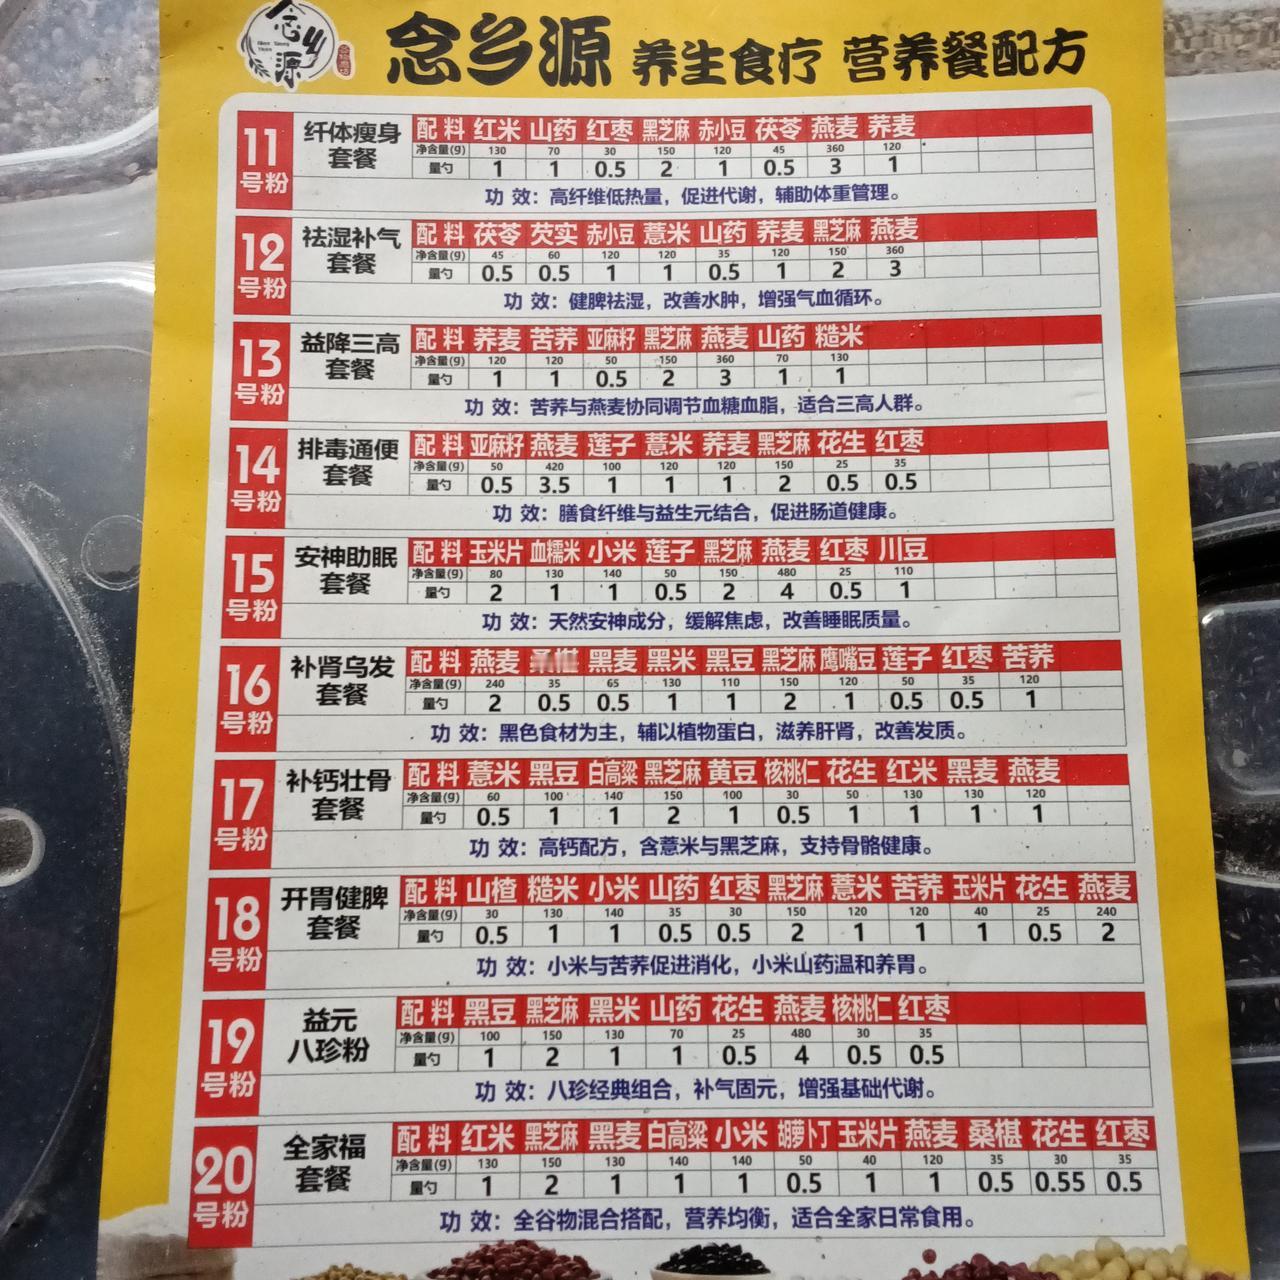 念乡源 养生食疗 营养餐配方
11号粉 纤体瘦身套餐
配料 红米 山药 红枣 黑芝麻 赤小豆 茯苓 燕麦 荞麦
净含量(g) 130 70 30 150 120 45 360 120
量勺 1 1 0.5 2 1 0.5 3 1
功效：高纤维低热量，促进代谢，辅助体重管理。
12号粉 祛湿补气套餐
配料 茯苓 芡实 赤小豆 薏米 山药 荞麦 黑芝麻 燕麦
净含量(g) 45 60 120 120 35 120 150 360
量勺 0.5 0.5 1 1 0.5 1 2 3
功效：健脾祛湿，改善水肿，增强气血循环。
13号粉 益降三高套餐
配料 荞麦 苦荞 亚麻籽 黑芝麻 燕麦 山药 糙米
净含量(g) 120 120 50 150 360 70 130
量勺 1 1 0.5 2 3 1 1
功效：苦荞与燕麦协同调节血糖血脂，适合三高人群。
14号粉 排毒通便套餐
配料 亚麻籽 燕麦 莲子 薏米 荞麦 黑芝麻 花生 红枣
净含量(g) 50 420 100 120 120 150 25 35
量勺 0.5 3.5 1 1 1 2 0.5 0.5
功效：膳食纤维与益生元结合，促进肠道健康。
15号粉 安神助眠套餐
配料 玉米片 血糯米 小米 莲子 黑芝麻 燕麦 红枣 川豆
净含量(g) 80 130 140 50 150 480 25 110
量勺 2 1 1 0.5 2 4 0.5 1
功效：天然安神成分，缓解焦虑，改善睡眠质量。
16号粉 补肾乌发套餐
配料 燕麦 黑麦 黑米 黑豆 黑芝麻 鹰嘴豆 莲子 红枣 苦荞
净含量(g) 240 35 65 130 110 150 120 50 35 120
量勺 2 0.5 0.5 1 1 2 1 0.5 0.5 1
功效：黑色食材为主，辅以植物蛋白，滋养肝肾，改善发质。
17号粉 补钙壮骨套餐
配料 薏米 黑豆 白高粱 黑芝麻 黄豆 核桃仁 花生 红米 黑麦 燕麦
净含量(g) 60 100 140 150 100 30 50 130 130 120
量勺 0.5 1 1 2 1 0.5 1 1 1 1
功效：高钙配方，含薏米与黑芝麻，支持骨骼健康。
18号粉 开胃健脾套餐
配料 山楂 糙米 小米 山药 红枣 黑芝麻 薏米 苦荞 玉米片 花生 燕麦
净含量(g) 30 130 140 35 30 150 120 120 40 25 240
量勺 0.5 1 1 0.5 0.5 2 1 1 1 0.5 2
功效：小米与苦荞促进消化，小米山药温和养胃。
19号粉 益元八珍粉
配料 黑豆 黑芝麻 黑米 山药 花生 燕麦 核桃仁 红枣
净含量(g) 100 150 130 70 25 480 30 35
量勺 1 2 1 1 0.5 4 0.5 0.5
功效：八珍经典组合，补气固元，增强基础代谢。
20号粉 全家福套餐
配料 红米 黑芝麻 黑麦 白高粱 小米 胡萝卜丁 玉米片 燕麦 桑椹 花生 红枣
净含量(g) 130 150 130 140 140 50 40 120 35 30 35
量勺 1 2 1 1 1 0.5 1 1 0.5 0.55 0.5
功效：全谷物混合搭配，营养均衡，适合全家日常食用。